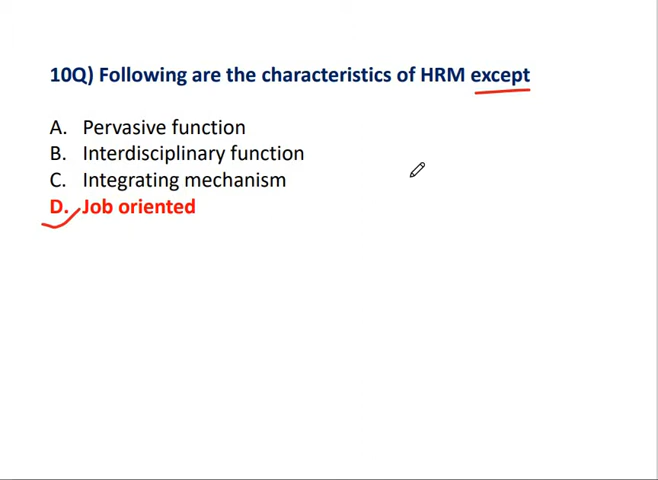 10Q) Following are the characteristics of HRM except
A. Pervasive function
B. Interdisciplinary function
C. Integrating mechanism
D. Job oriented